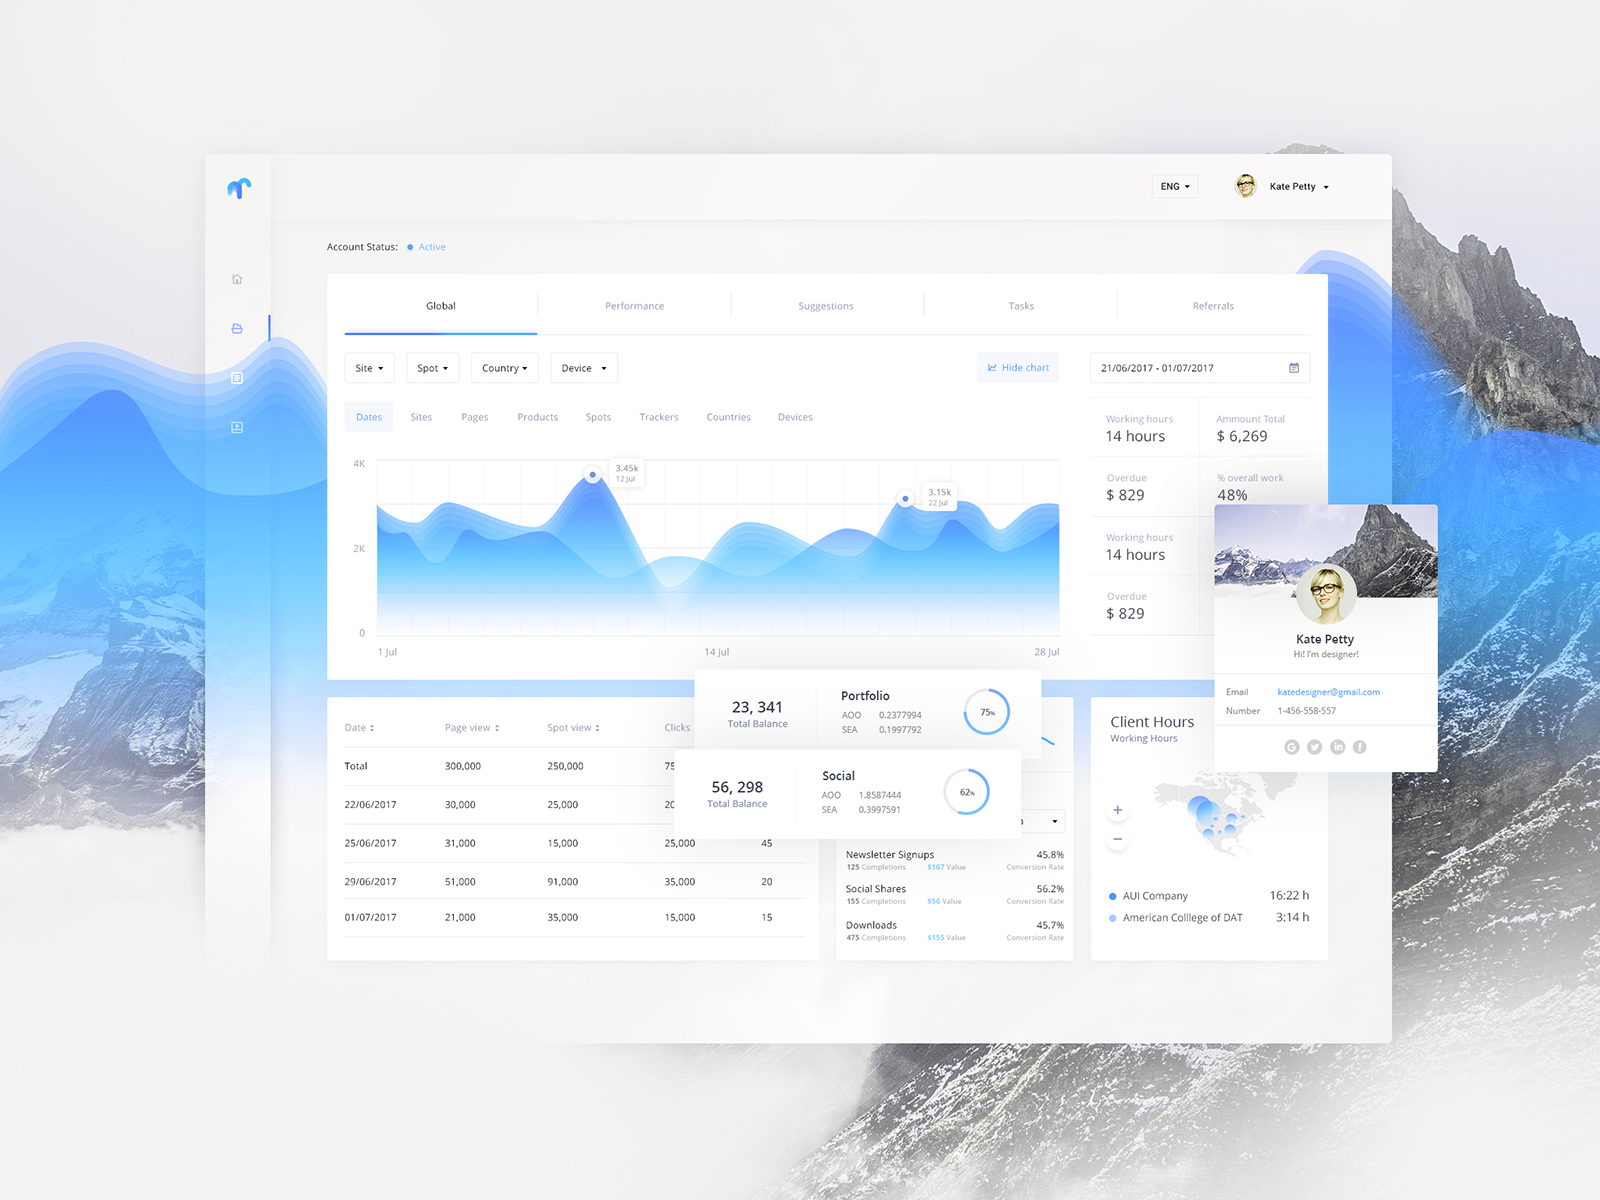 ENG
Kate Petty
Account Status: Active
Global
Performance
Suggestions
Tasks
Referrals
Site
Spot
Country
Device
Hide chart
21/06/2017 - 01/07/2017
Dates
Sites
Pages
Products
Spots
Trackers
Countries
Devices
4K
2K
0
3.45k
12 Jul
3.15k
22 Jul
1 Jul
14 Jul
28 Jul
Working hours
14 hours
Ammount Total
$ 6,269
Overdue
$ 829
% overall work
48%
Working hours
14 hours
Overdue
$ 829
Kate Petty
Hi! I'm designer!
Email katedesigner@gmail.com
Number 1-456-558-557
23, 341
Total Balance
Portfolio
AOO 0.2377994
SEA 0.1997792
75%
56, 298
Total Balance
Social
AOO 1.8587444
SEA 0.3997591
62%
Date Page view Spot view Clicks
Total 300,000 250,000 75
22/06/2017 30,000 25,000 20
25/06/2017 31,000 15,000 25,000 45
29/06/2017 51,000 91,000 35,000 20
01/07/2017 21,000 35,000 15,000 15
Newsletter Signups 45.8%
125 Completions $167 Value Conversion Rate
Social Shares 56.2%
155 Completions $56 Value Conversion Rate
Downloads 45.7%
475 Completions $155 Value Conversion Rate
Client Hours
Working Hours
+
−
AUI Company 16:22 h
American Colllege of DAT 3:14 h